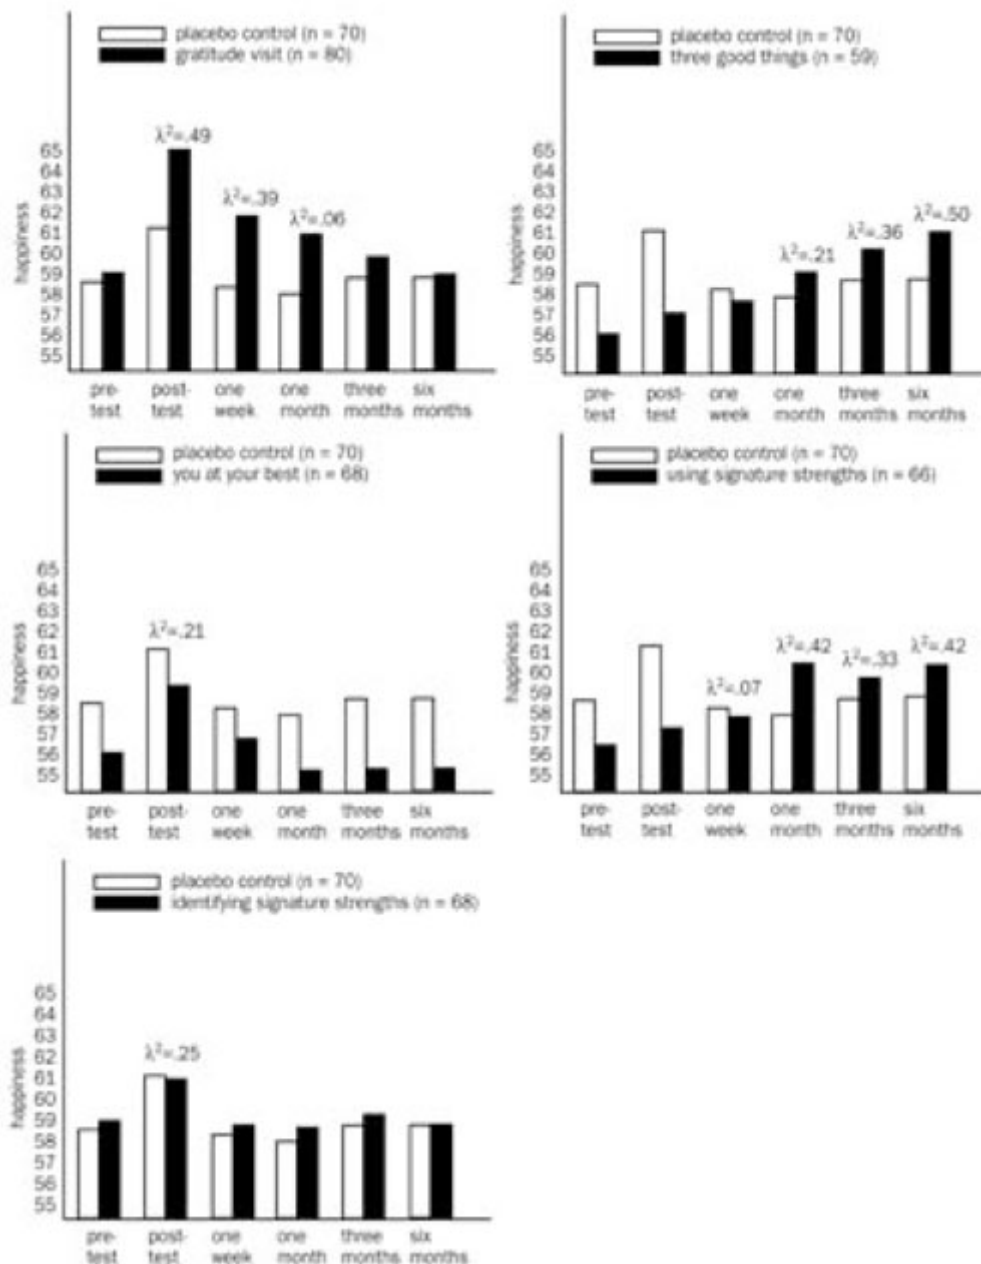 placebo control (n = 70)
gratitude visit (n = 80)
λ²=.49
λ²=.39
λ²=.06
65
64
63
62
61
60
59
58
57
56
55
happiness
pre-
test
post-
test
one
week
one
month
three
months
six
months
placebo control (n = 70)
three good things (n = 59)
λ²=.50
λ²=.36
λ²=.21
65
64
63
62
61
60
59
58
57
56
55
happiness
pre-
test
post-
test
one
week
one
month
three
months
six
months
placebo control (n = 70)
you at your best (n = 68)
λ²=.21
65
64
63
62
61
60
59
58
57
56
55
happiness
pre-
test
post-
test
one
week
one
month
three
months
six
months
placebo control (n = 70)
using signature strengths (n = 66)
λ²=.07
λ²=.42
λ²=.33
λ²=.42
65
64
63
62
61
60
59
58
57
56
55
happiness
pre-
test
post-
test
one
week
one
month
three
months
six
months
placebo control (n = 70)
identifying signature strengths (n = 68)
λ²=.25
65
64
63
62
61
60
59
58
57
56
55
happiness
pre-
test
post-
test
one
week
one
month
three
months
six
months